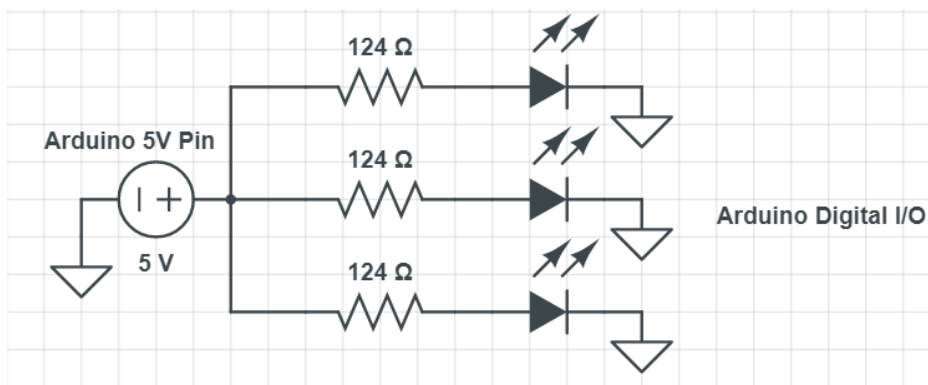 124 Ω
Arduino 5V Pin
124 Ω
Arduino Digital I/O
5 V
124 Ω